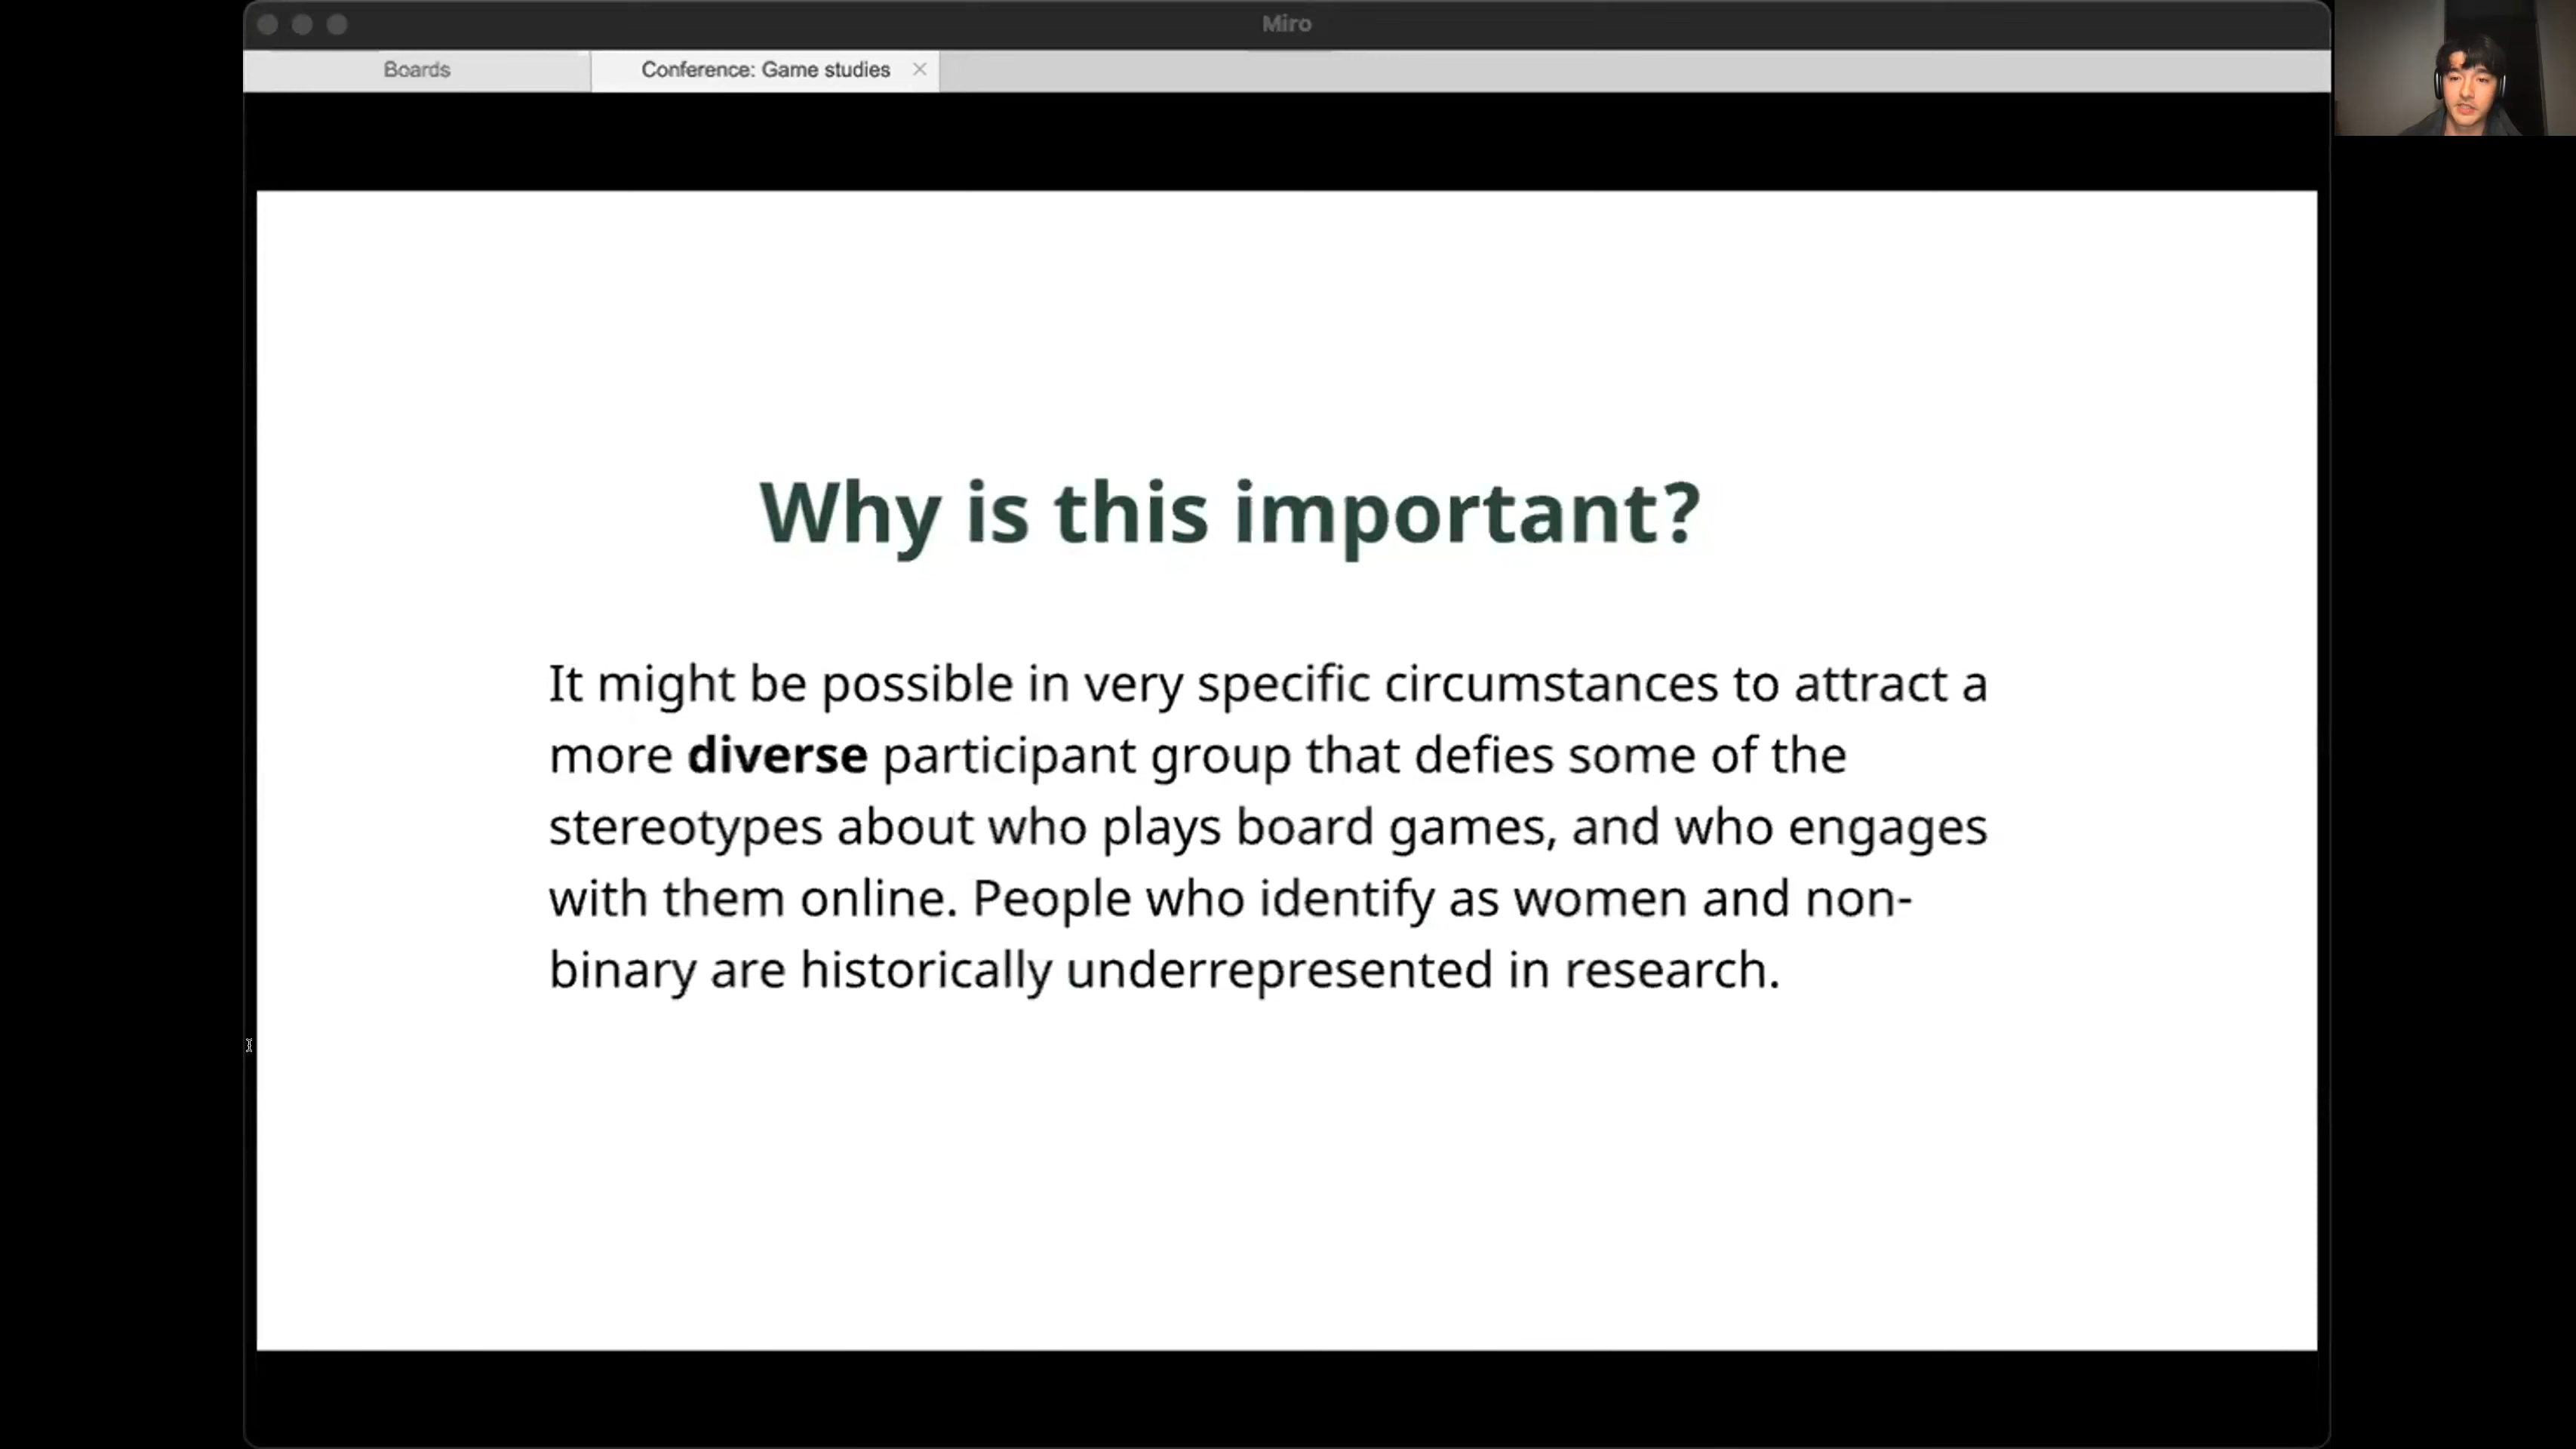 Miro
Boards
Conference: Game studies
Why is this important?
It might be possible in very specific circumstances to attract a
more diverse participant group that defies some of the
stereotypes about who plays board games, and who engages
with them online. People who identify as women and non-
binary are historically underrepresented in research.